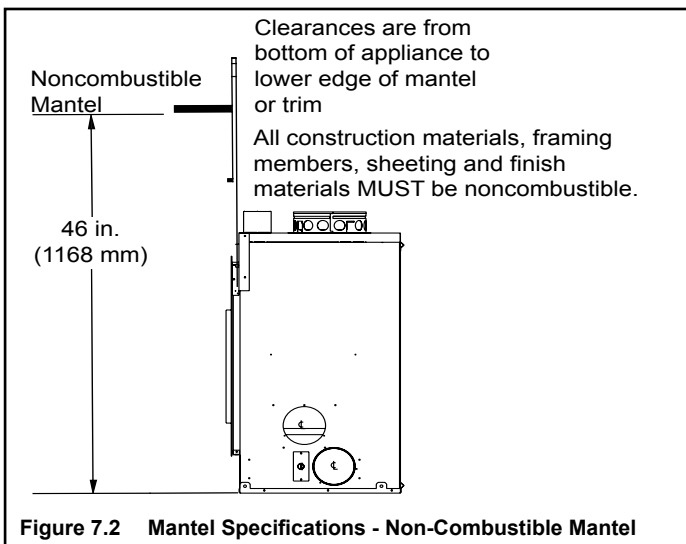 Clearances are from
bottom of appliance to
lower edge of mantel
or trim
Noncombustible
Mantel
All construction materials, framing
members, sheeting and finish
materials MUST be noncombustible.
46 in.
(1168 mm)
Figure 7.2 Mantel Specifications - Non-Combustible Mantel